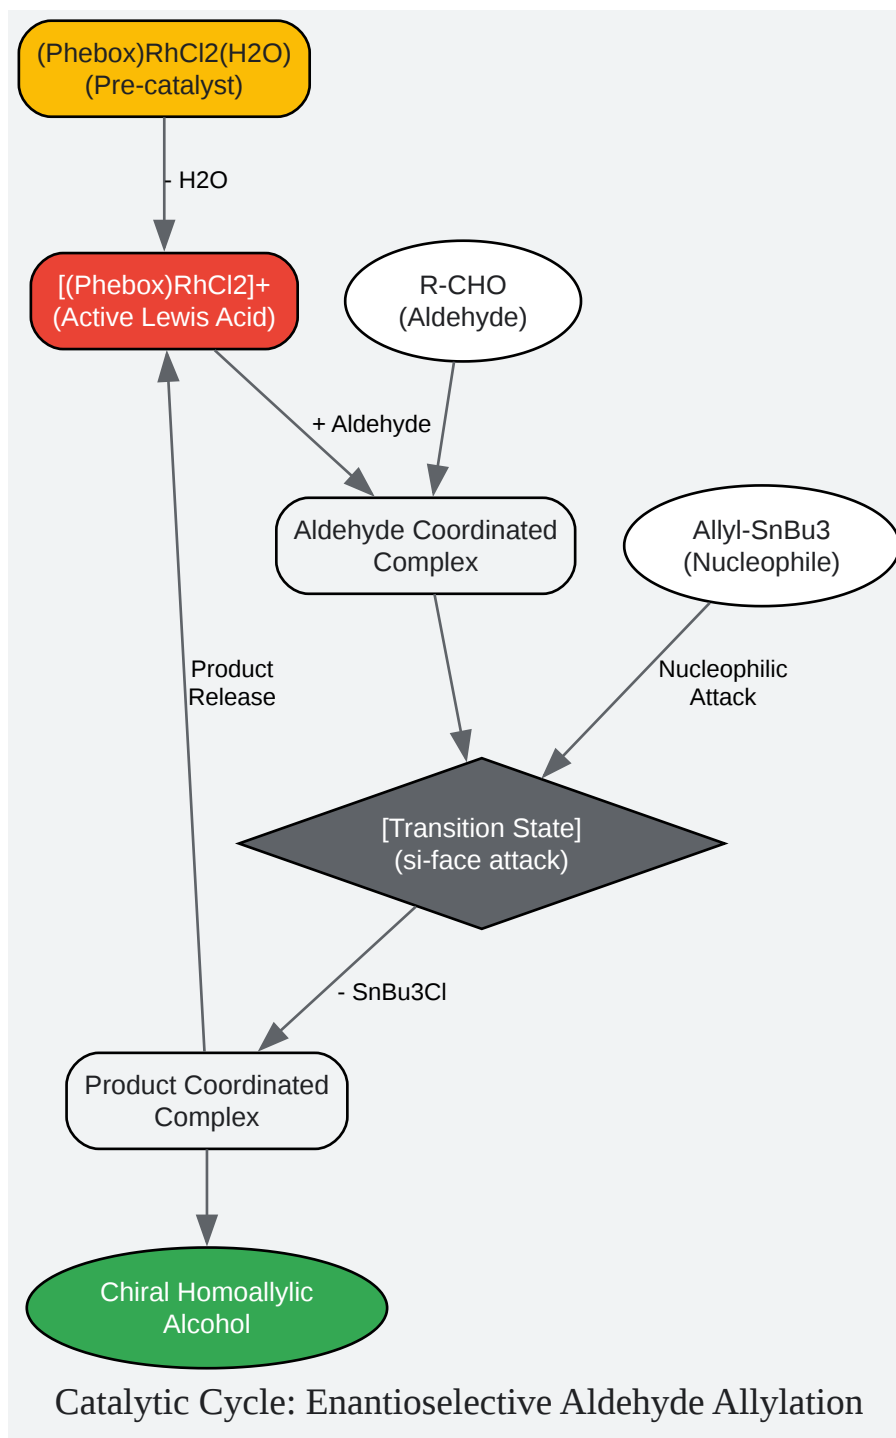 (Phebox)RhCl2(H2O)
(Pre-catalyst)
- H2O
[(Phebox)RhCl2]+
(Active Lewis Acid)
R-CHO
(Aldehyde)
+ Aldehyde
Aldehyde Coordinated
Complex
Allyl-SnBu3
(Nucleophile)
Product
Release
Nucleophilic
Attack
[Transition State]
(si-face attack)
- SnBu3Cl
Product Coordinated
Complex
Chiral Homoallylic
Alcohol
Catalytic Cycle: Enantioselective Aldehyde Allylation